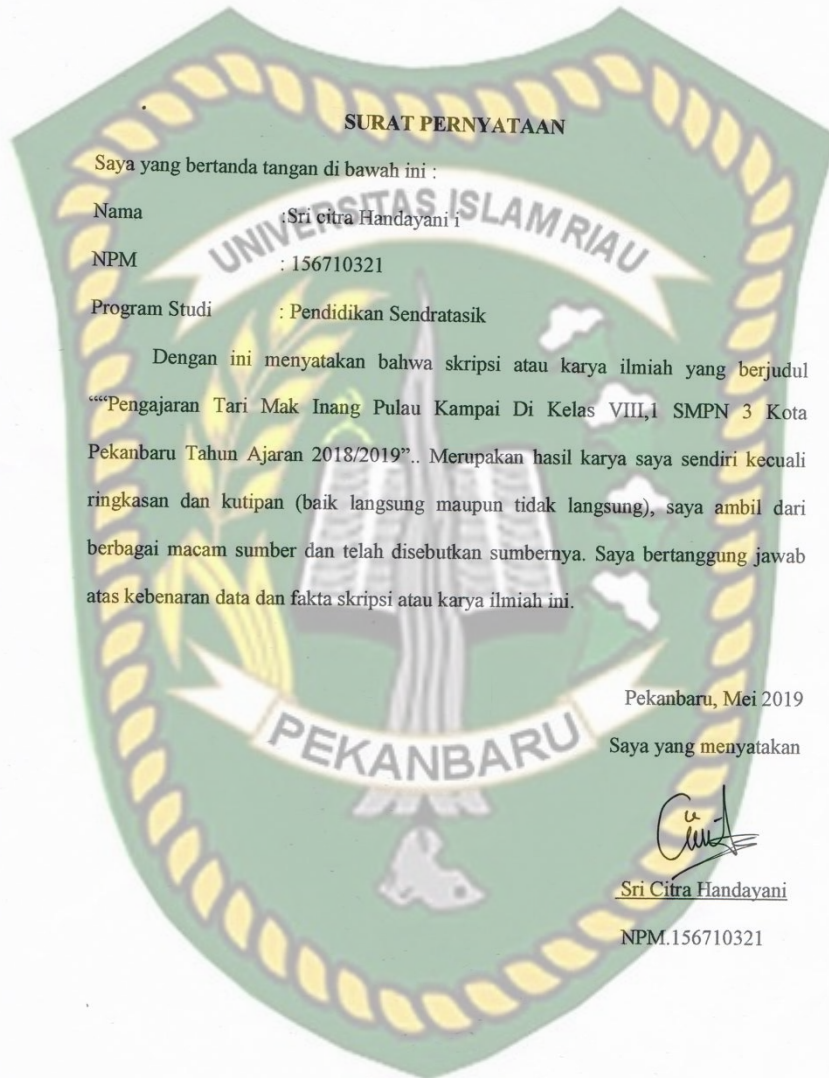 SURAT PERNYATAAN
Saya yang bertanda tangan di bawah ini :
UNIVERSITAS ISLAM RIAU
Nama :Sri citra Handayani i
NPM : 156710321
Program Studi : Pendidikan Sendratasik
Dengan ini menyatakan bahwa skripsi atau karya ilmiah yang berjudul
““Pengajaran Tari Mak Inang Pulau Kampai Di Kelas VIII,1 SMPN 3 Kota
Pekanbaru Tahun Ajaran 2018/2019”.. Merupakan hasil karya saya sendiri kecuali
ringkasan dan kutipan (baik langsung maupun tidak langsung), saya ambil dari
berbagai macam sumber dan telah disebutkan sumbernya. Saya bertanggung jawab
atas kebenaran data dan fakta skripsi atau karya ilmiah ini.
Pekanbaru, Mei 2019
PEKANBARU
Saya yang menyatakan
Sri Citra Handayani
NPM.156710321